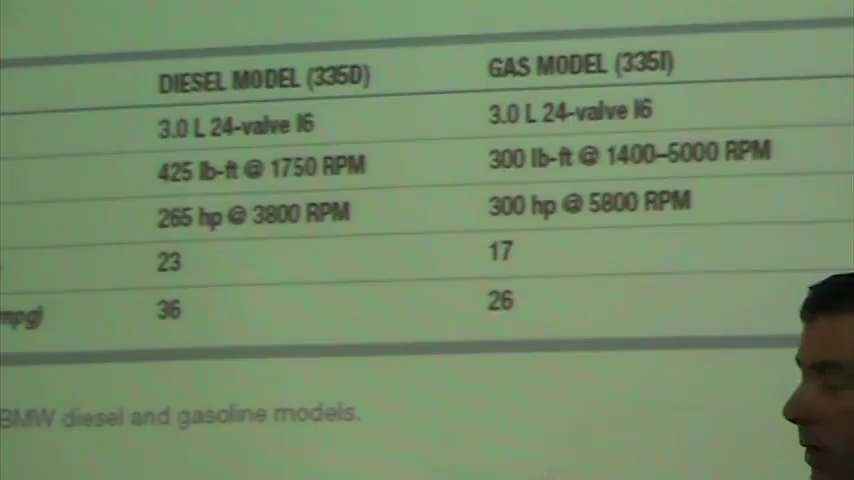 DIESEL MODEL (335D) GAS MODEL (335I)
3.0 L 24-valve I6 3.0 L 24-valve I6
425 lb-ft @ 1750 RPM 300 lb-ft @ 1400–5000 RPM
265 hp @ 3800 RPM 300 hp @ 5800 RPM
23 17
mpg) 36 26
BMW diesel and gasoline models.